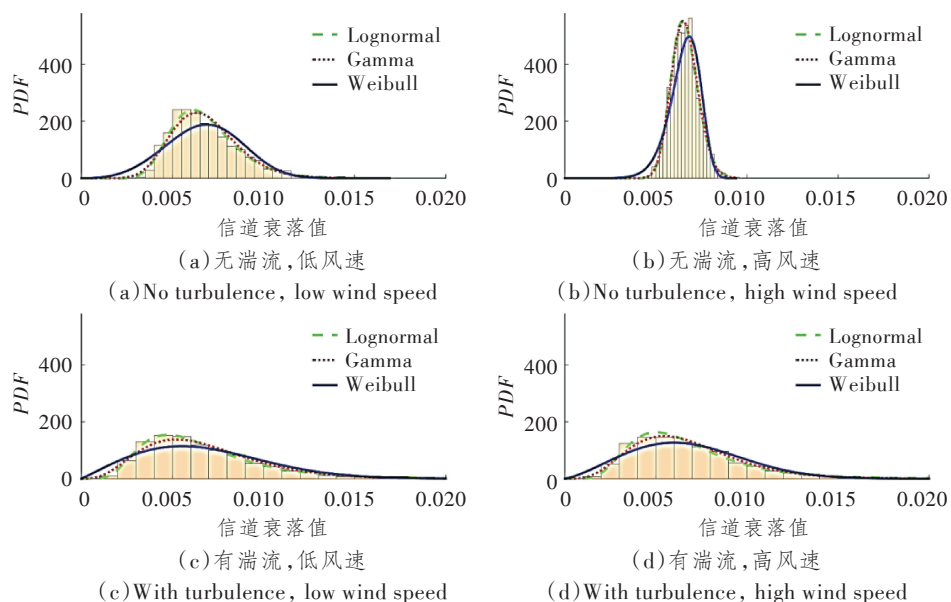 Lognormal
Gamma
Weibull
PDF
400
200
0
0 0.005 0.010 0.015 0.020
信道衰落值
(a)无湍流,低风速
(a)No turbulence, low wind speed
Lognormal
Gamma
Weibull
PDF
400
200
0
0 0.005 0.010 0.015 0.020
信道衰落值
(b)无湍流,高风速
(b)No turbulence, high wind speed
Lognormal
Gamma
Weibull
PDF
400
200
0
0 0.005 0.010 0.015 0.020
信道衰落值
(c)有湍流,低风速
(c)With turbulence, low wind speed
Lognormal
Gamma
Weibull
PDF
400
200
0
0 0.005 0.010 0.015 0.020
信道衰落值
(d)有湍流,高风速
(d)With turbulence, high wind speed